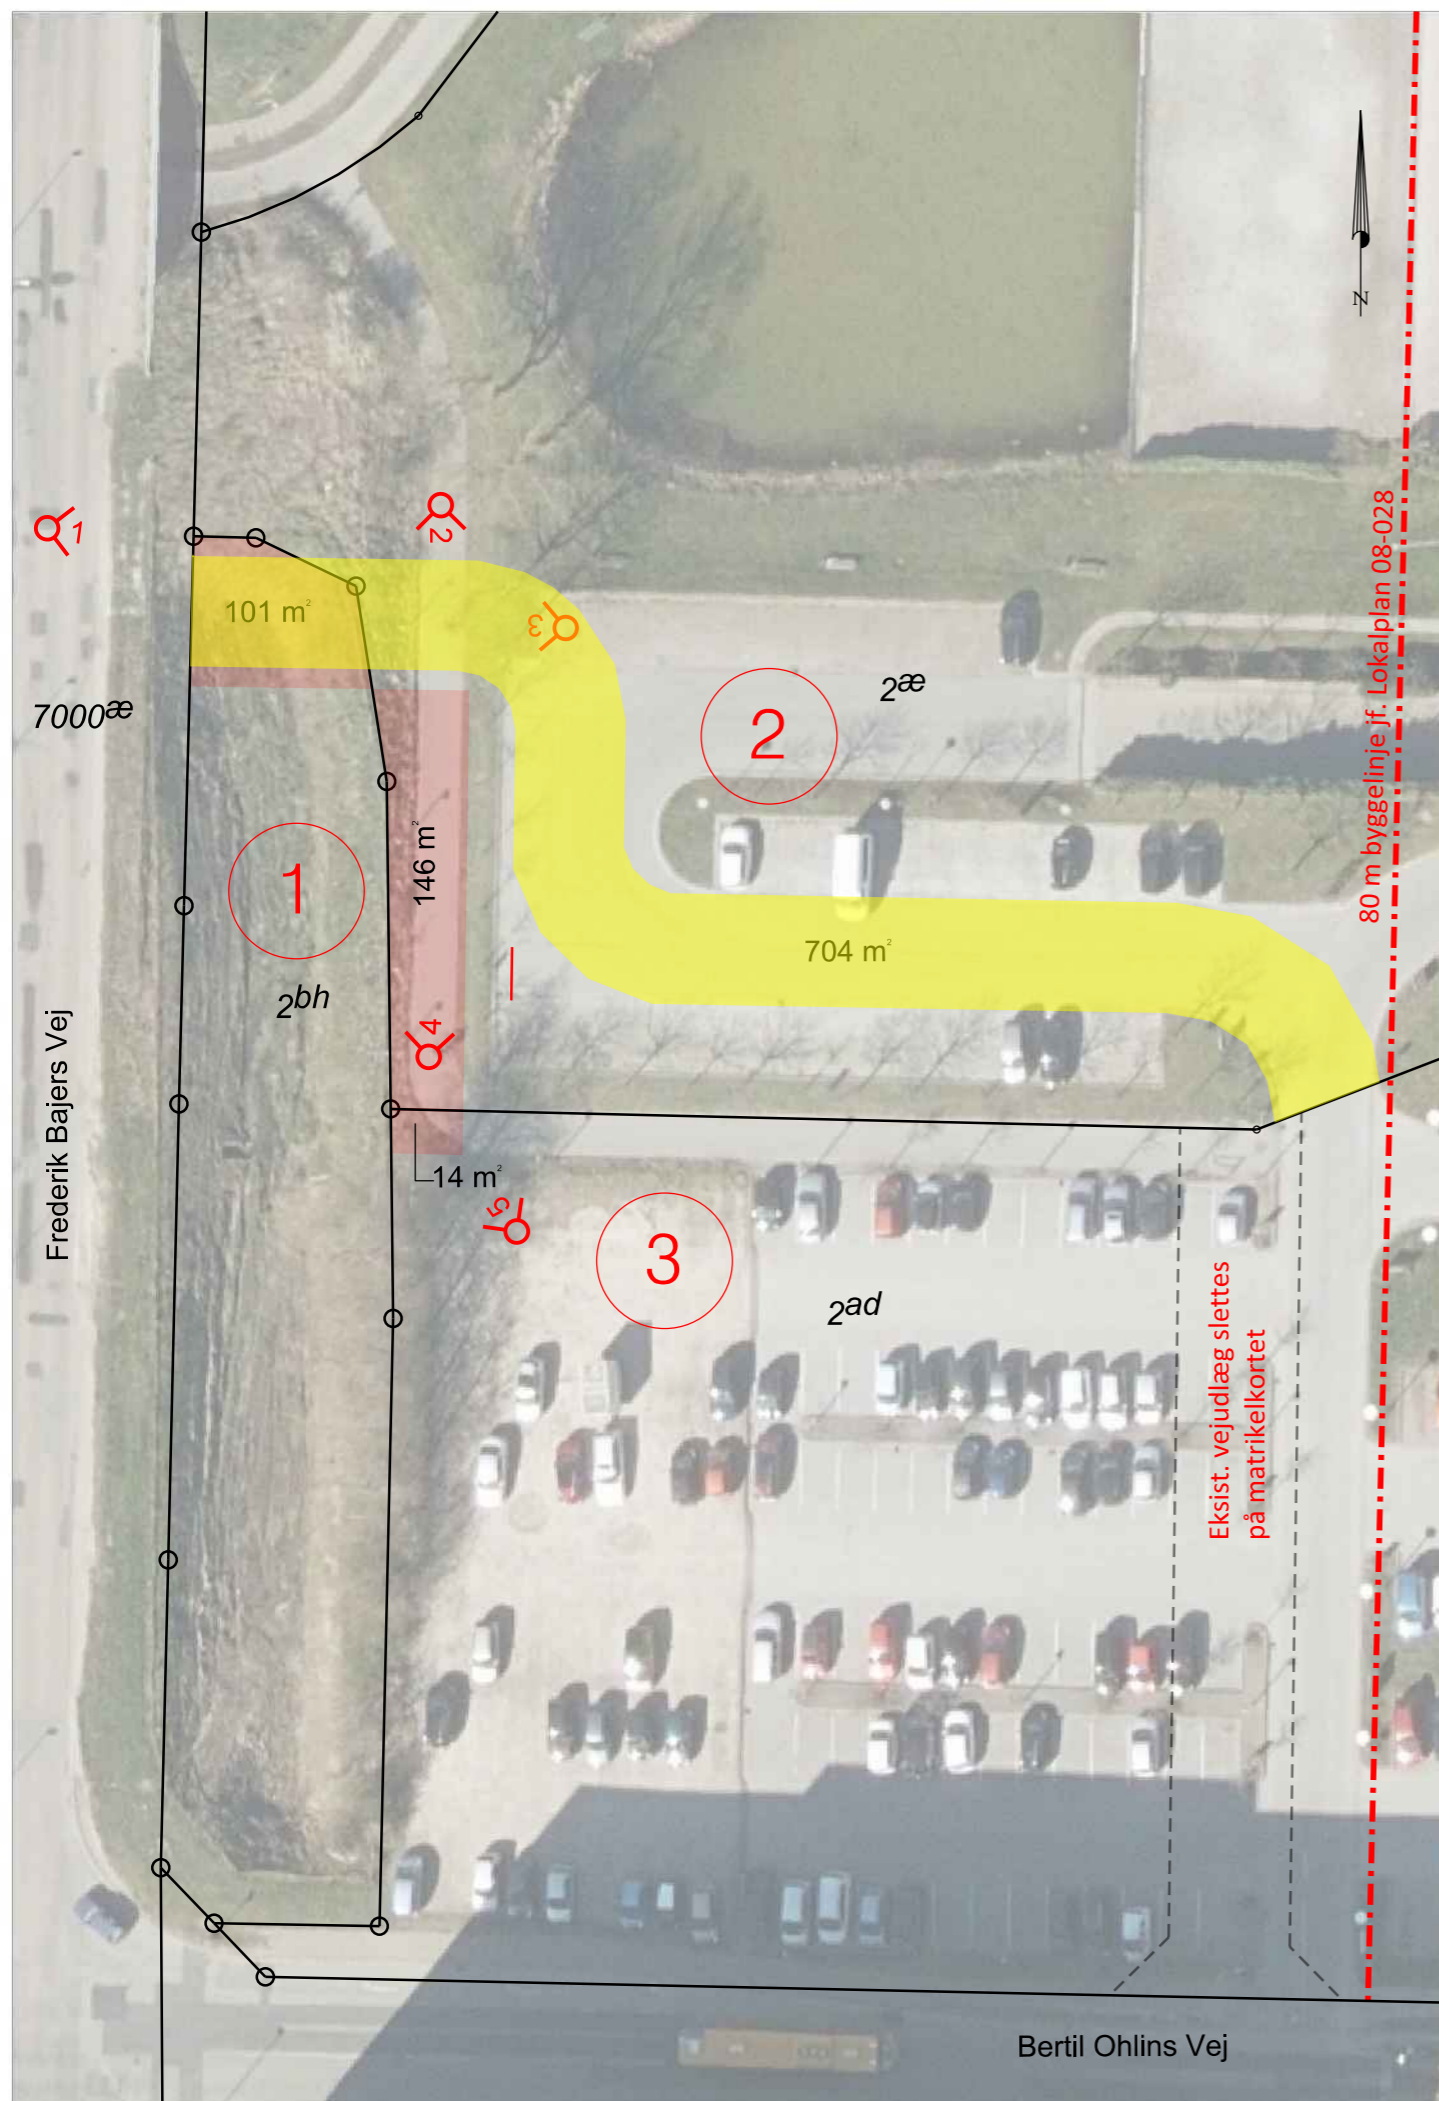 N
80 m byggelinje jf. Lokalplan 08-028
1
2
3
101 m²
7000æ
2æ
2
146 m²
1
2bh
704 m²
4
Frederik Bajers Vej
14 m²
5
3
2ad
Eksist. vejudlæg slettes
på matrikelkortet
Bertil Ohlins Vej